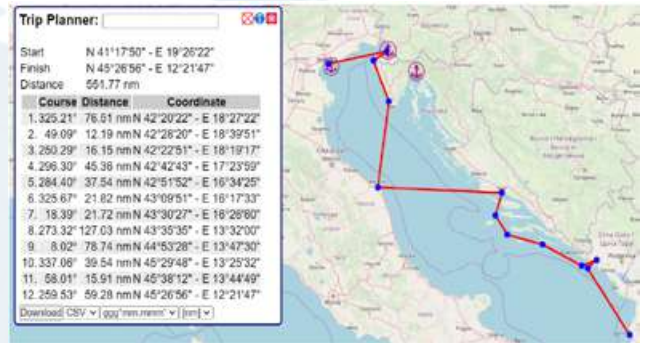 Trip Planner:
Start N 41°17'50" - E 19°26'22"
Finish N 45°26'56" - E 12°21'47"
Distance 551.77 nm
Course Distance Coordinate
1. 325.21° 76.51 nm N 42°20'22" - E 18°27'22"
2. 49.09° 12.19 nm N 42°28'20" - E 18°39'51"
3. 250.29° 16.15 nm N 42°22'51" - E 18°19'17"
4. 296.30° 45.36 nm N 42°42'43" - E 17°23'59"
5. 284.40° 37.54 nm N 42°51'52" - E 16°34'25"
6. 325.67° 21.82 nm N 43°09'51" - E 16°17'33"
7. 18.39° 21.72 nm N 43°30'27" - E 16°26'60"
8. 273.32° 127.03 nm N 43°35'35" - E 13°32'00"
9. 8.02° 78.74 nm N 44°53'28" - E 13°47'30"
10. 337.06° 39.54 nm N 45°29'48" - E 13°25'32"
11. 58.01° 15.91 nm N 45°38'12" - E 13°44'49"
12. 259.53° 59.28 nm N 45°26'56" - E 12°21'47"
Download CSV ggg°mm.mmm' [nm]